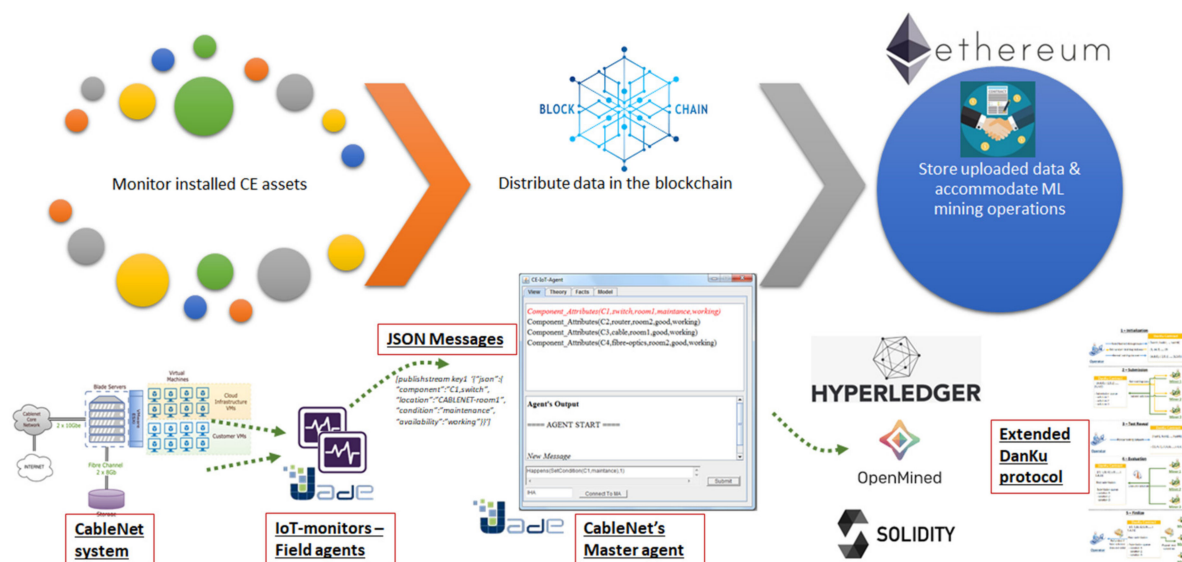 ethereum
BLOCK CHAIN
Monitor installed CE assets
Distribute data in the blockchain
Store uploaded data &
accommodate ML
mining operations
JSON Messages
{publishstream key1 '{"json":{
"component":"C1,switch",
"location":"CABLENET-room1",
"condition":"maintenance",
"availability":"working"}}'}
CE-IoT-Agent
View Theory Facts Model
Component_Attributes(C1,switch,room1,maintance,working)
Component_Attributes(C2,router,room2,good,working)
Component_Attributes(C3,cable,room1,good,working)
Component_Attributes(C4,fibre-optics,room2,good,working)
Agent's Output
===== AGENT START =====
New Message
Happens(SetCondition(C1,maintance),1)
Submit
Connect To MA
Virtual
Machines
Blade Servers
Cloud
Infrastructure
VMs
Customer VMs
Cablenet
Core
Network
2 x 10Gbe
INTERNET
Fibre Channel
2 x 8Gb
Storage
CableNet
system
Jade
IoT-monitors –
Field agents
Jade
CableNet's
Master agent
HYPERLEDGER
OpenMined
SOLIDITY
Extended
DanKu
protocol